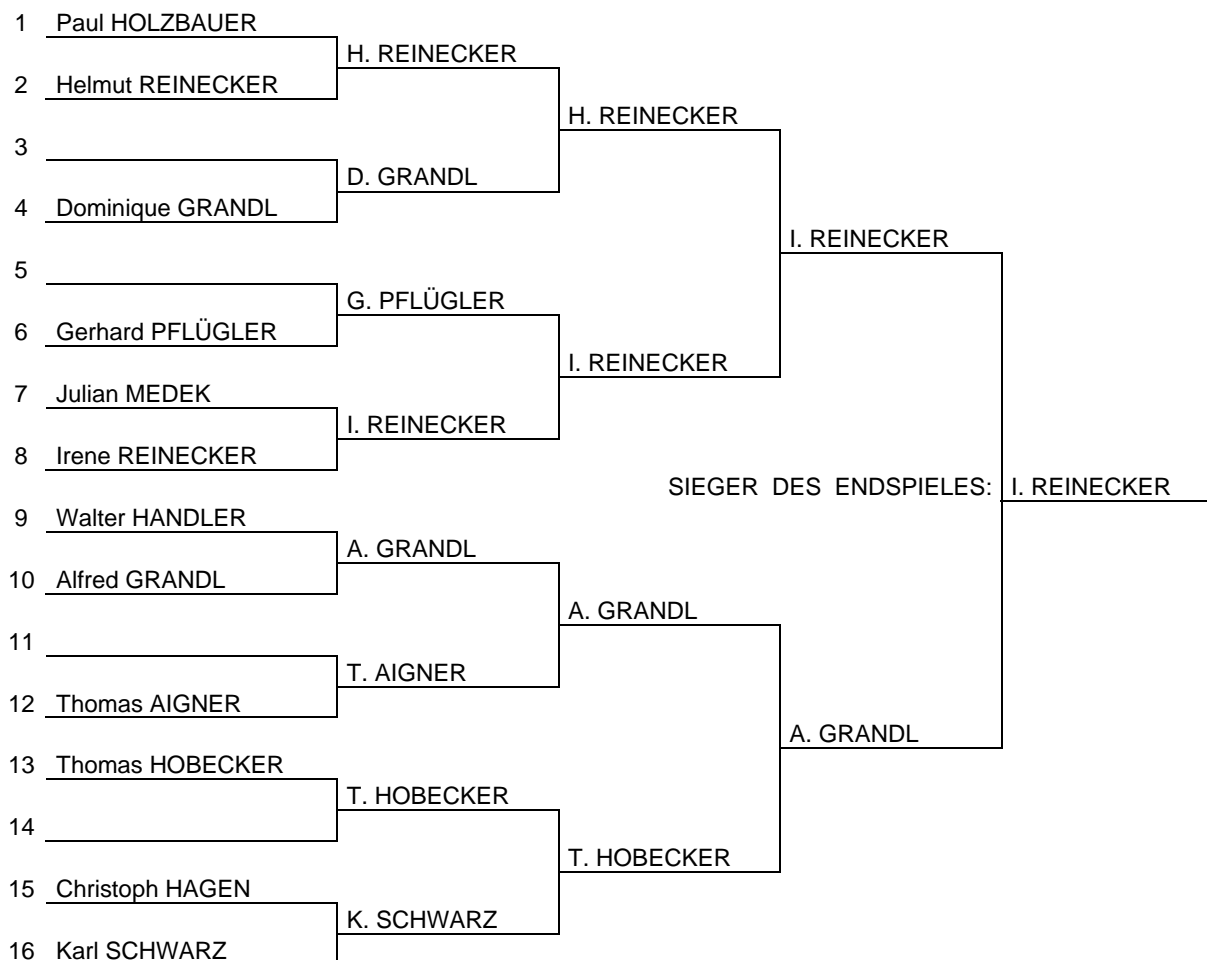 1 Paul HOLZBAUER
H. REINECKER
2 Helmut REINECKER
H. REINECKER
3
D. GRANDL
4 Dominique GRANDL
I. REINECKER
5
G. PFLÜGLER
6 Gerhard PFLÜGLER
I. REINECKER
7 Julian MEDEK
I. REINECKER
8 Irene REINECKER
SIEGER DES ENDSPIELES: I. REINECKER
9 Walter HANDLER
A. GRANDL
10 Alfred GRANDL
A. GRANDL
11
T. AIGNER
12 Thomas AIGNER
A. GRANDL
13 Thomas HOBECKER
T. HOBECKER
14
T. HOBECKER
15 Christoph HAGEN
K. SCHWARZ
16 Karl SCHWARZ